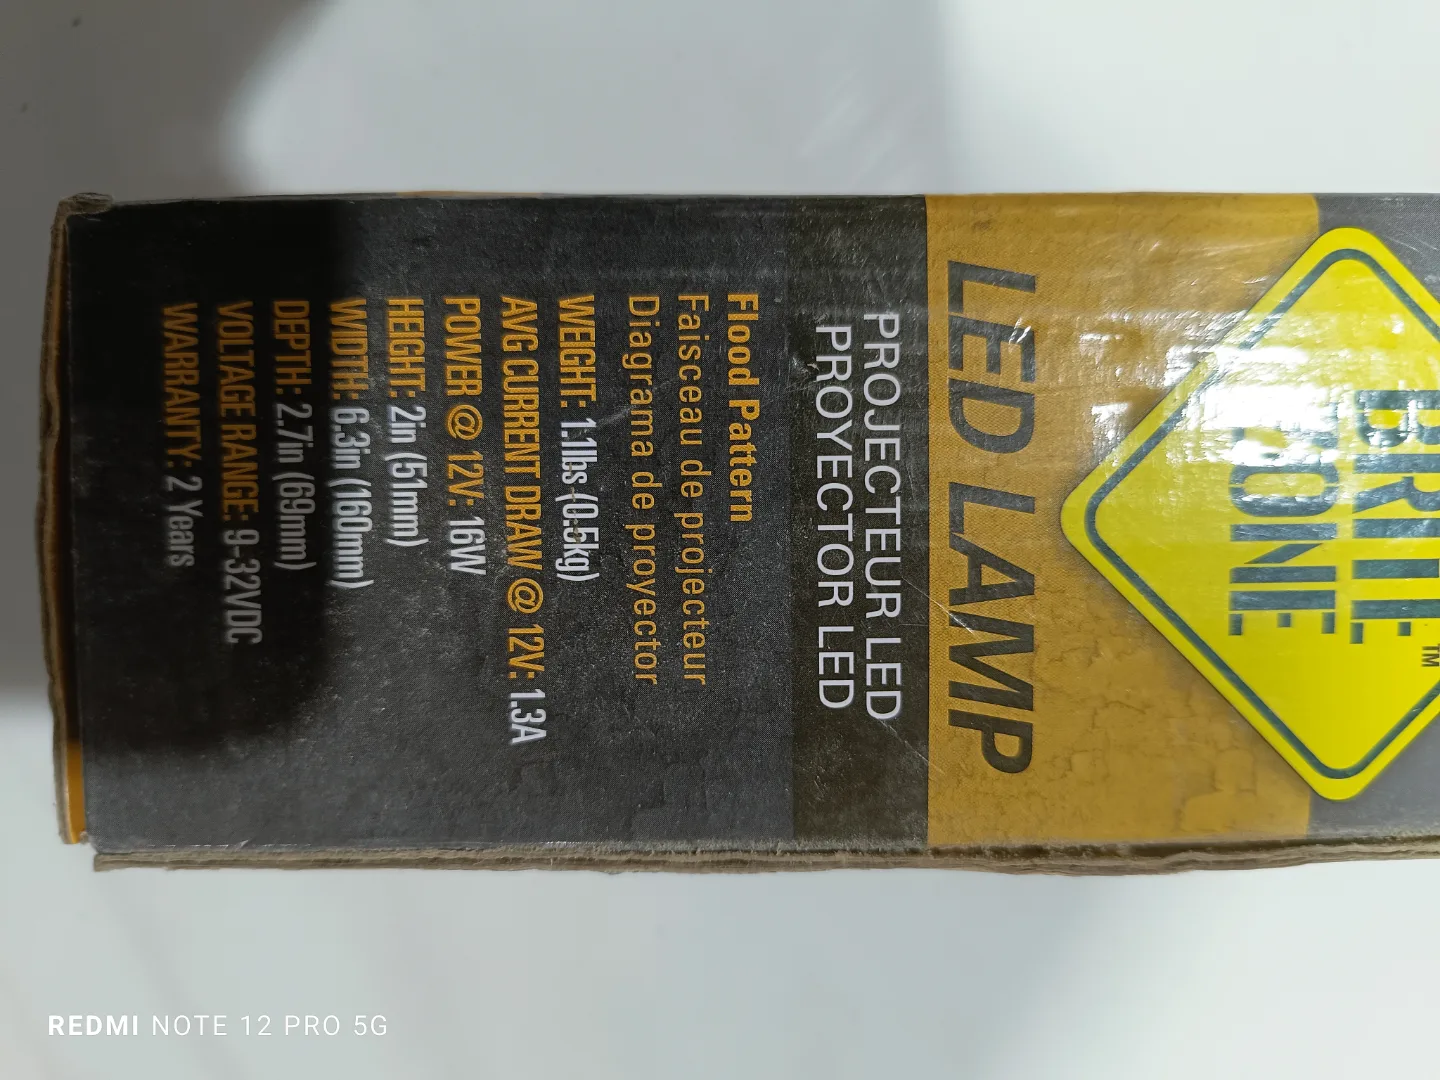 BRITE
ZONE
TM
LED LAMP
PROJECTEUR LED
PROYECTOR LED
Flood Pattern
Faisceau de projecteur
Diagrama de proyector
WEIGHT: 1.1lbs (0.5kg)
AVG CURRENT DRAW @ 12V: 1.3A
POWER @ 12V: 16W
HEIGHT: 2in (51mm)
WIDTH: 6.3in (160mm)
DEPTH: 2.7in (69mm)
VOLTAGE RANGE: 9-32VDC
WARRANTY: 2 Years
REDMI NOTE 12 PRO 5G